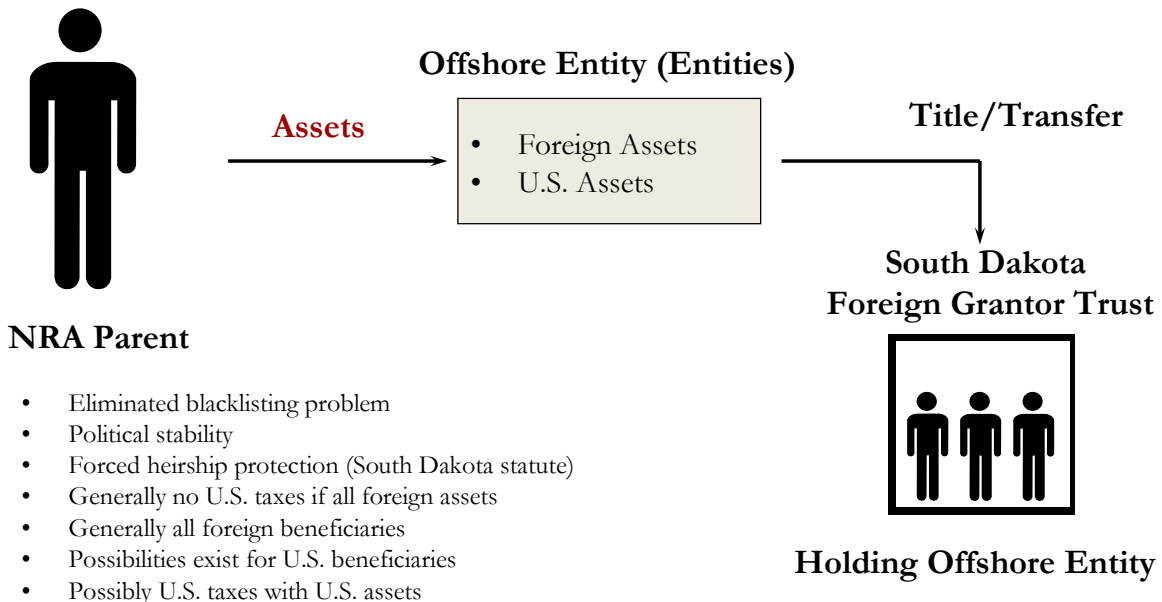 Offshore Entity (Entities)
Assets
• Foreign Assets
• U.S. Assets
Title/Transfer
South Dakota
Foreign Grantor Trust
NRA Parent
• Eliminated blacklisting problem
• Political stability
• Forced heirship protection (South Dakota statute)
• Generally no U.S. taxes if all foreign assets
• Generally all foreign beneficiaries
• Possibilities exist for U.S. beneficiaries
• Possibly U.S. taxes with U.S. assets
Holding Offshore Entity